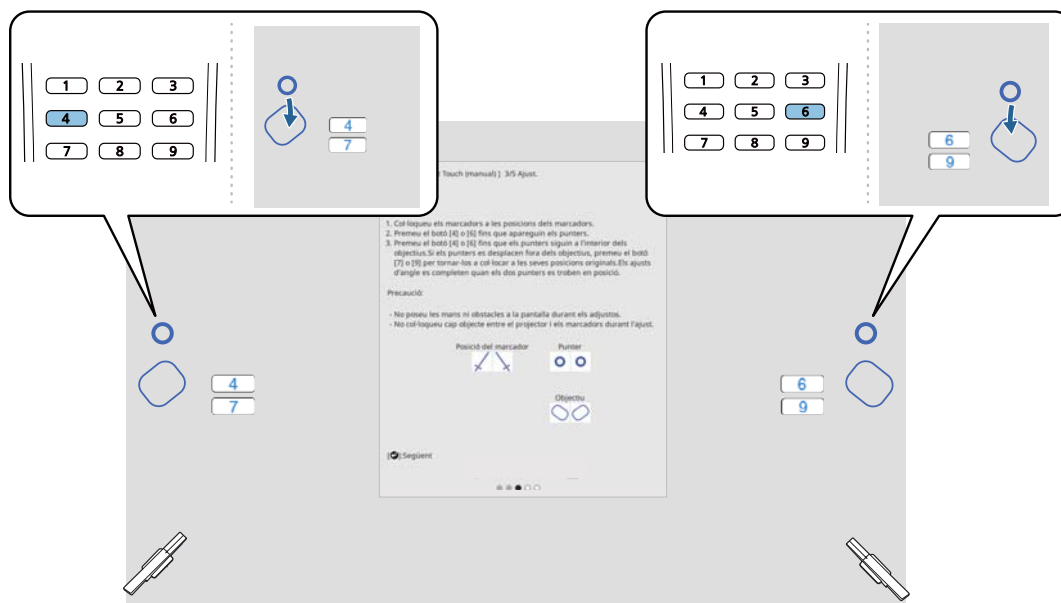 1 2 3
4 5 6
7 8 9
4
7
1 2 3
4 5 6
7 8 9
6
9
t Touch (manual) ] 3/5 Ajust.
1. Col·loqueu els marcadors a les posicions dels marcadors.
2. Premeu el botó [4] o [6] fins que apareguin els punters.
3. Premeu el botó [4] o [6] fins que els punters siguin a l'interior dels
objectius.Si els punters es desplacen fora dels objectius, premeu el botó
[7] o [9] per tornar-los a col·locar a les seves posicions originals.Els ajusts
d'angle es completen quan els dos punters es troben en posició.
Precaució:
- No poseu les mans ni obstacles a la pantalla durant els adjustos.
- No col·loqueu cap objecte entre el projector i els marcadors durant l'ajust.
Posició del marcador Punter
4
7
6
9
Objectiu
[ ]:Següent